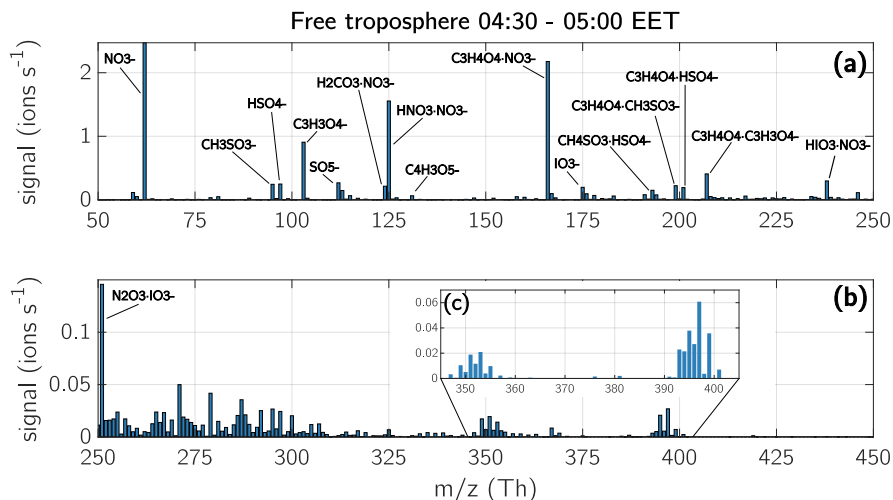 Free troposphere 04:30 - 05:00 EET
(a)
signal (ions s⁻¹)
2
1
0
NO3-
CH3SO3-
HSO4-
C3H3O4-
SO5-
H2CO3·NO3-
HNO3·NO3-
C4H3O5-
C3H4O4·NO3-
IO3-
CH4SO3·HSO4-
C3H4O4·CH3SO3-
C3H4O4·HSO4-
C3H4O4·C3H3O4-
HIO3·NO3-
50 75 100 125 150 175 200 225 250
(b)
signal (ions s⁻¹)
0.1
0.05
0
N2O3·IO3-
(c)
0.06
0.04
0.02
0
350 360 370 380 390 400
250 275 300 325 350 375 400 425 450
m/z (Th)